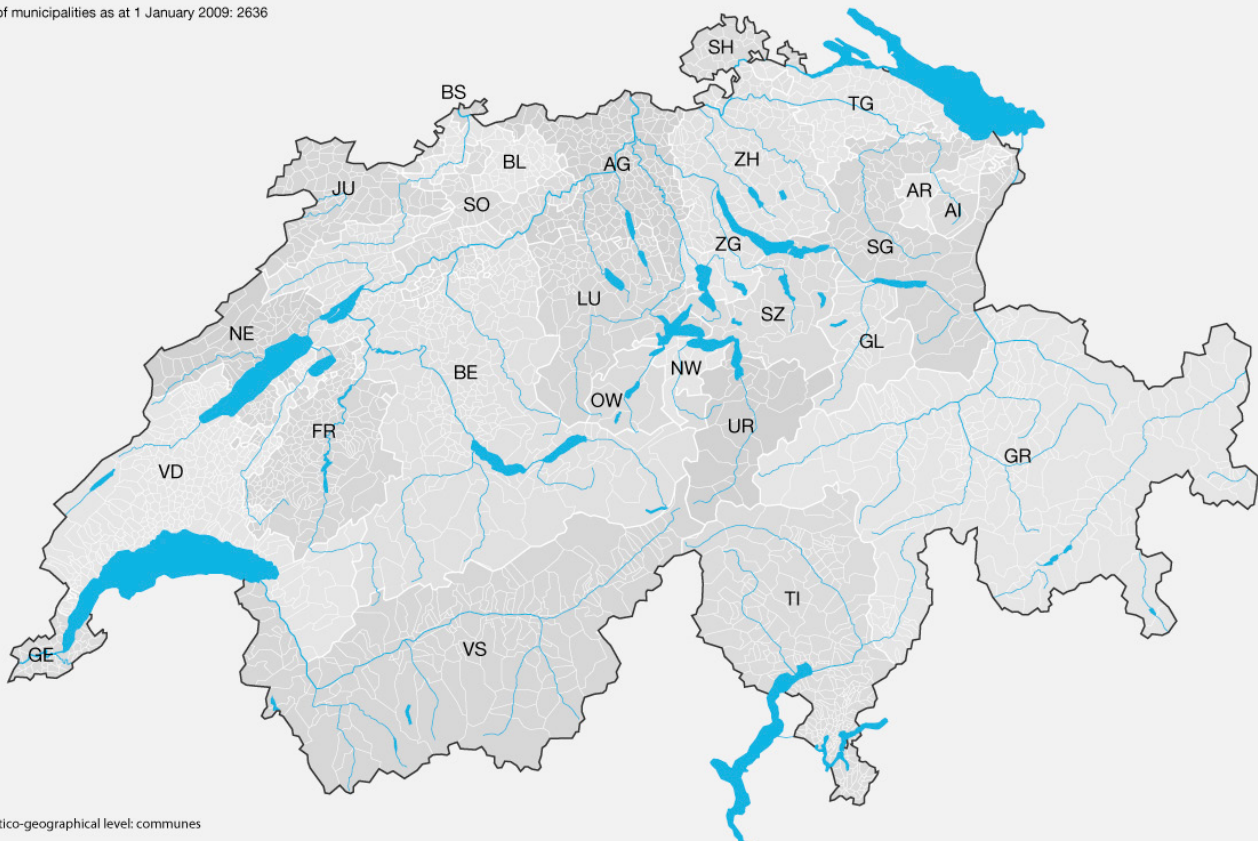 of municipalities as at 1 January 2009: 2636
SH
BS
TG
BL
AG
ZH
JU
AR
SO
AI
ZG
SG
LU
SZ
NE
GL
NW
BE
OW
UR
FR
GR
VD
TI
VS
GE
tico-geographical level: communes